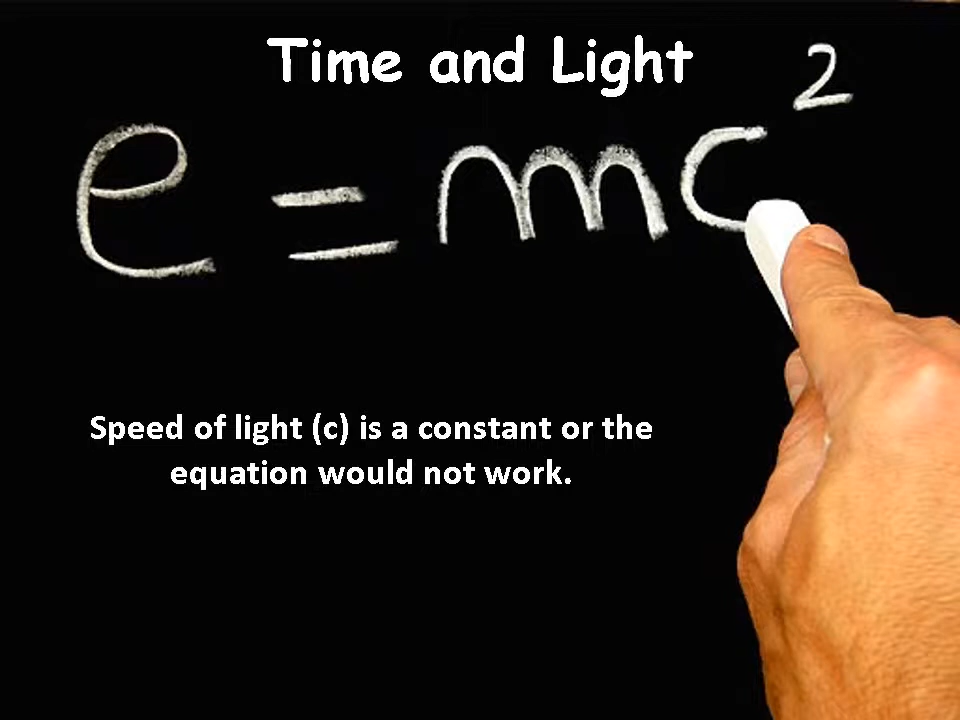 Time and Light
e = mc²
Speed of light (c) is a constant or the
equation would not work.